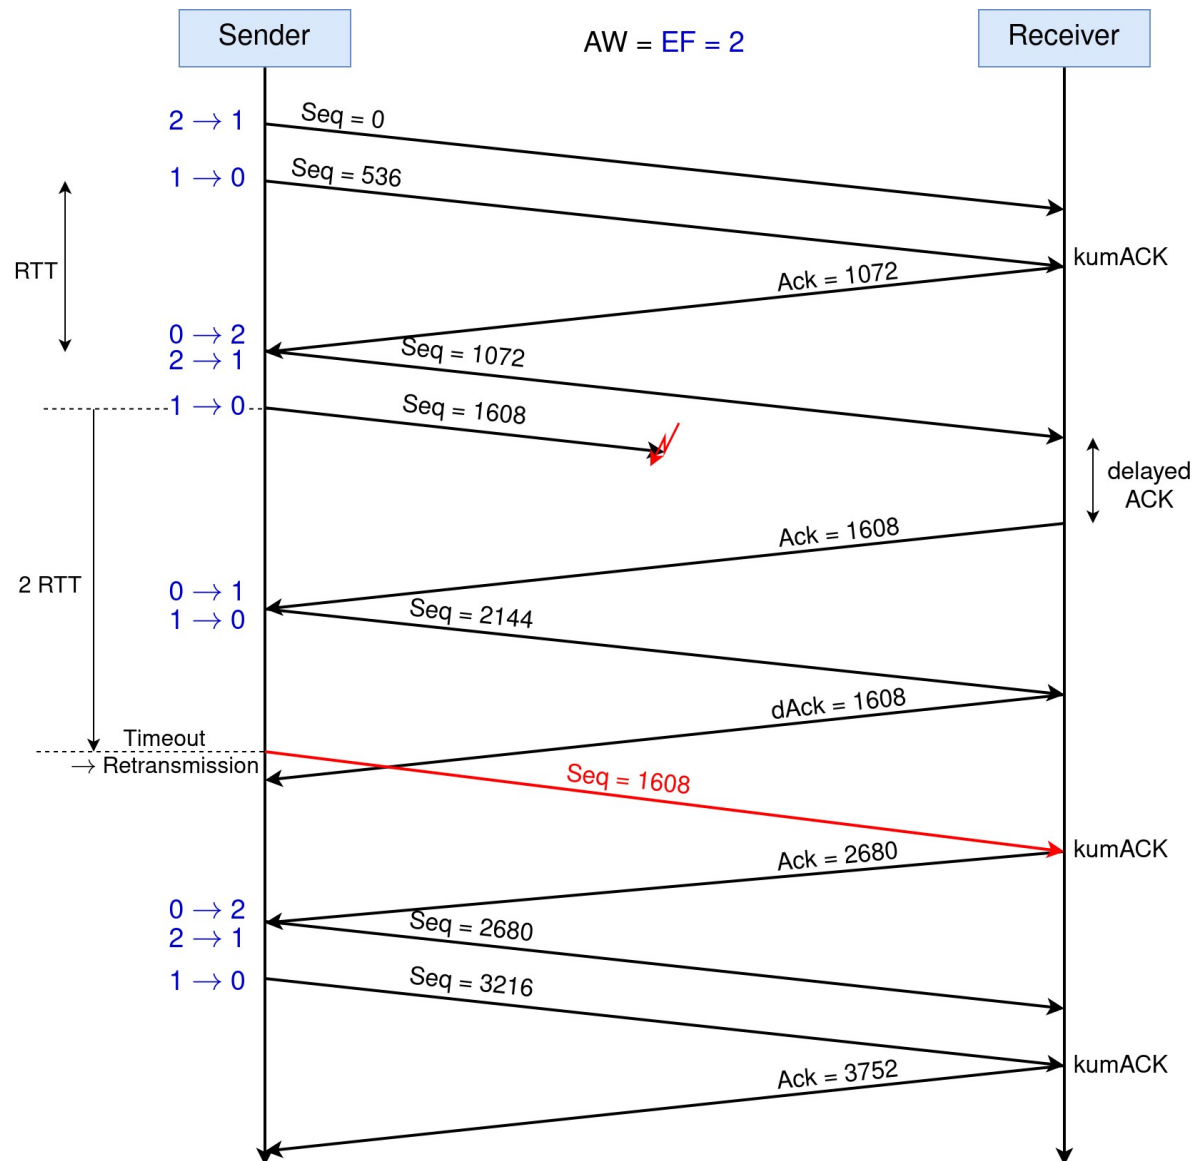 Sender
AW = EF = 2
Receiver
2 → 1
Seq = 0
1 → 0
Seq = 536
RTT
kumACK
Ack = 1072
0 → 2
2 → 1
Seq = 1072
1 → 0
Seq = 1608
delayed
ACK
Ack = 1608
2 RTT
0 → 1
1 → 0
Seq = 2144
dAck = 1608
Timeout
→ Retransmission
Seq = 1608
kumACK
Ack = 2680
0 → 2
2 → 1
Seq = 2680
1 → 0
Seq = 3216
kumACK
Ack = 3752